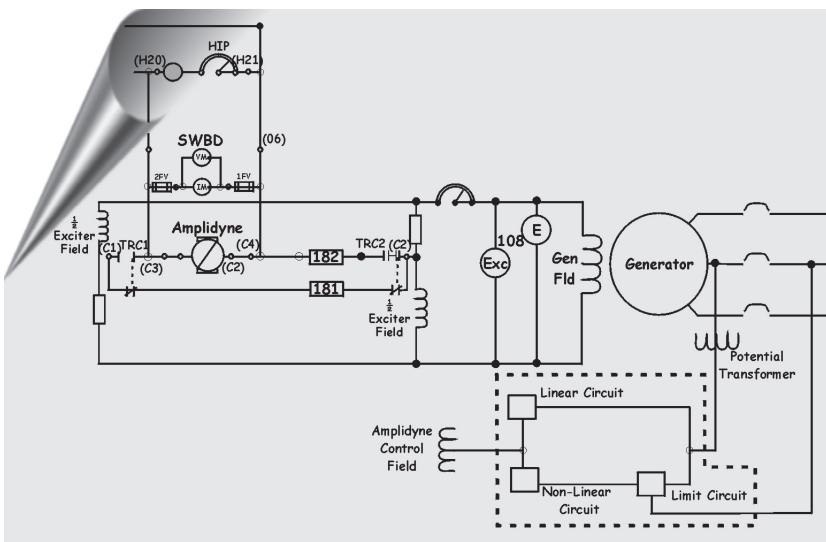 HIP
(H20)
(H21)
SWBD
(06)
VM
2FV
IM
1FV
1/2
Exciter
Field
Amplidyne
(C1)
TRC1
(C3)
(C2)
(C4)
182
TRC2
(C2)
181
1/2
Exciter
Field
108
E
Exc
Gen
Fld
Generator
Potential
Transformer
Linear Circuit
Amplidyne
Control
Field
Non-Linear
Circuit
Limit Circuit